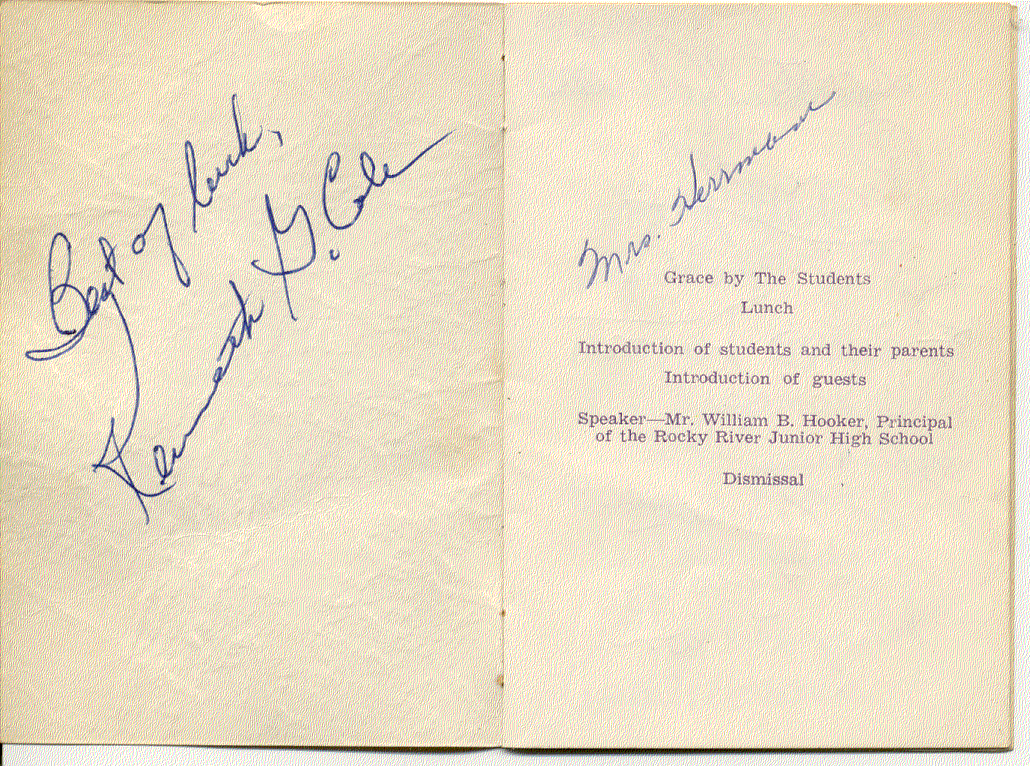 Best of luck,
Kenneth G. Cole
Mrs. Herrmann
Grace by The Students
Lunch
Introduction of students and their parents
Introduction of guests
Speaker—Mr. William B. Hooker, Principal
of the Rocky River Junior High School
Dismissal